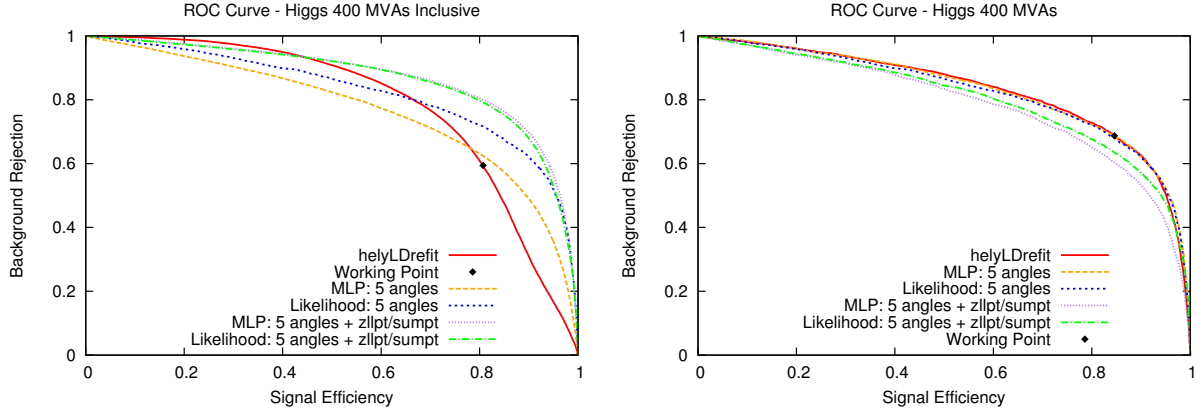 ROC Curve - Higgs 400 MVAs Inclusive
Background Rejection
1
0.8
0.6
0.4
0.2
0
0
0.2
0.4
0.6
0.8
1
Signal Efficiency
helyLDrefit
Working Point
MLP: 5 angles
Likelihood: 5 angles
MLP: 5 angles + zllpt/sumpt
Likelihood: 5 angles + zllpt/sumpt
ROC Curve - Higgs 400 MVAs
Background Rejection
1
0.8
0.6
0.4
0.2
0
0
0.2
0.4
0.6
0.8
1
Signal Efficiency
helyLDrefit
MLP: 5 angles
Likelihood: 5 angles
MLP: 5 angles + zllpt/sumpt
Likelihood: 5 angles + zllpt/sumpt
Working Point